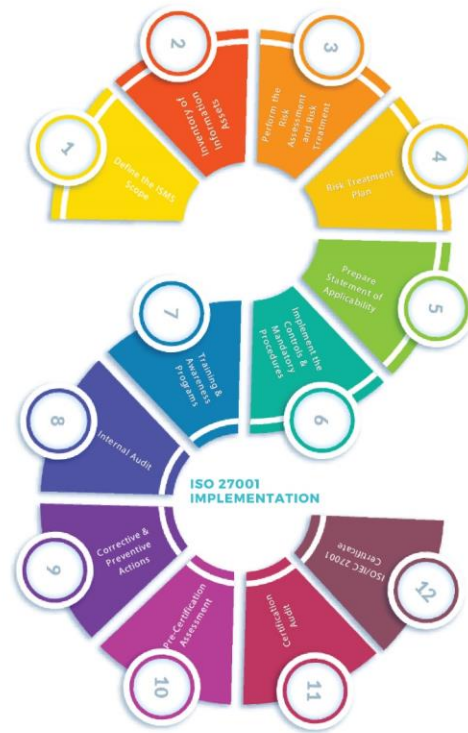 1
Define the ISMS
Scope
2
Inventory of
Information
Assets
3
Perform the
Risk
Assessment
and Risk
Treatment
4
Risk Treatment
Plan
5
Prepare
Statement of
Applicability
6
Implement the
Controls &
Mandatory
Procedures
7
Training &
Awareness
Programs
8
Internal Audit
ISO 27001
IMPLEMENTATION
9
Corrective &
Preventive
Actions
10
Pre-Certification
Assessment
11
Certification
Audit
12
ISO/IEC 27001
Certificate